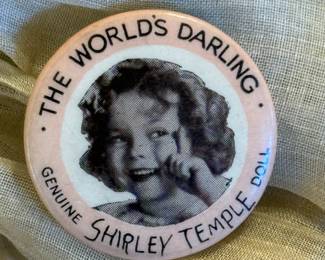 · THE WORLD'S DARLING ·
GENUINE SHIRLEY TEMPLE DOLL